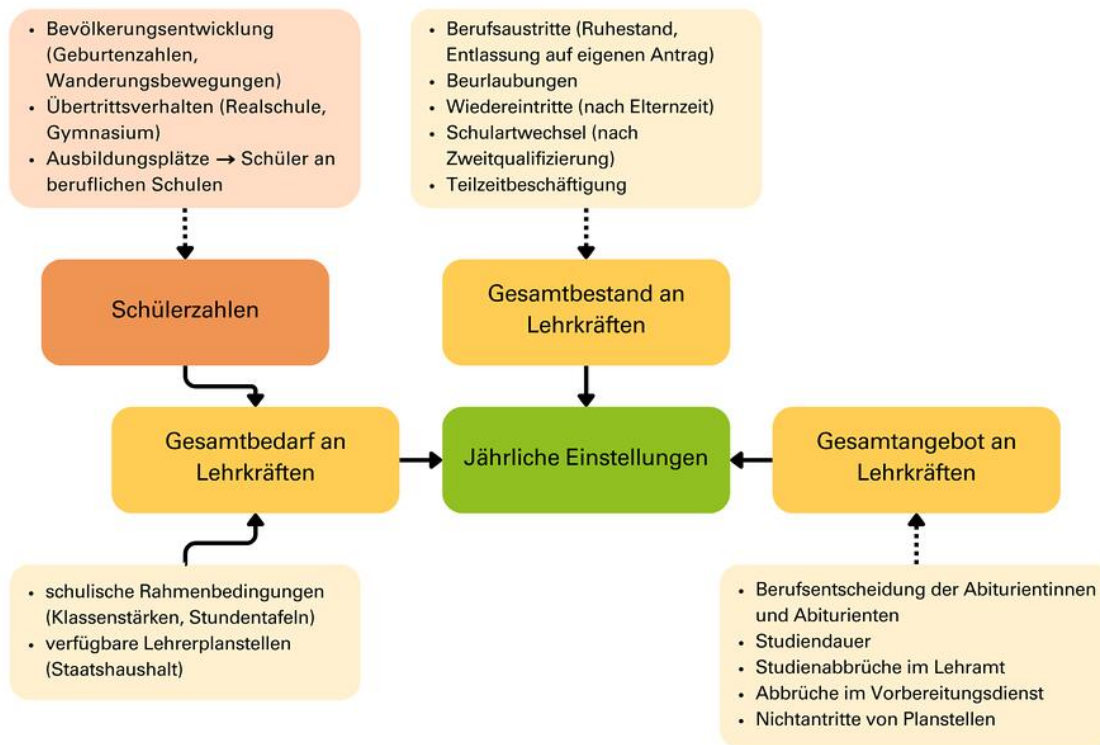 • Bevölkerungsentwicklung
(Geburtenzahlen,
Wanderungsbewegungen)
• Übertrittsverhalten (Realschule,
Gymnasium)
• Ausbildungsplätze → Schüler an
beruflichen Schulen
• Berufsaustritte (Ruhestand,
Entlassung auf eigenen Antrag)
• Beurlaubungen
• Wiedereintritte (nach Elternzeit)
• Schulartwechsel (nach
Zweitqualifizierung)
• Teilzeitbeschäftigung
Schülerzahlen
Gesamtbestand an
Lehrkräften
Gesamtbedarf an
Lehrkräften
Jährliche Einstellungen
Gesamtangebot an
Lehrkräften
• schulische Rahmenbedingungen
(Klassenstärken, Stundentafeln)
• verfügbare Lehrerplanstellen
(Staatshaushalt)
• Berufsentscheidung der Abiturientinnen
und Abiturienten
• Studiendauer
• Studienabbrüche im Lehramt
• Abbrüche im Vorbereitungsdienst
• Nichtantritte von Planstellen